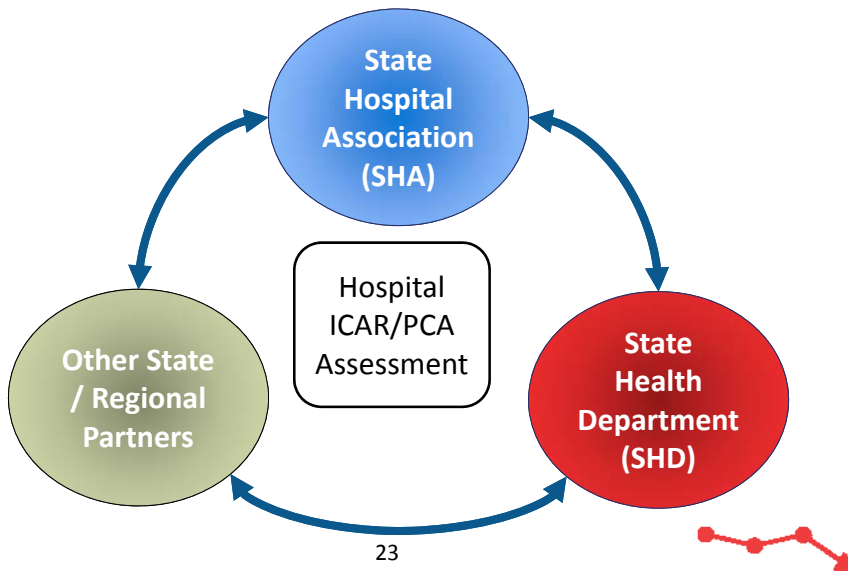 State
Hospital
Association
(SHA)
Hospital
ICAR/PCA
Assessment
Other State
/ Regional
Partners
State
Health
Department
(SHD)
23